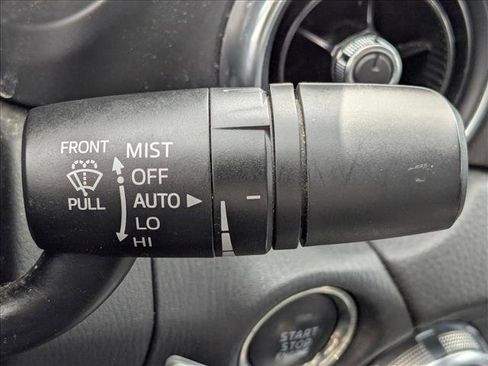 FRONT
MIST
OFF
PULL
AUTO
LO
HI
START
STOP